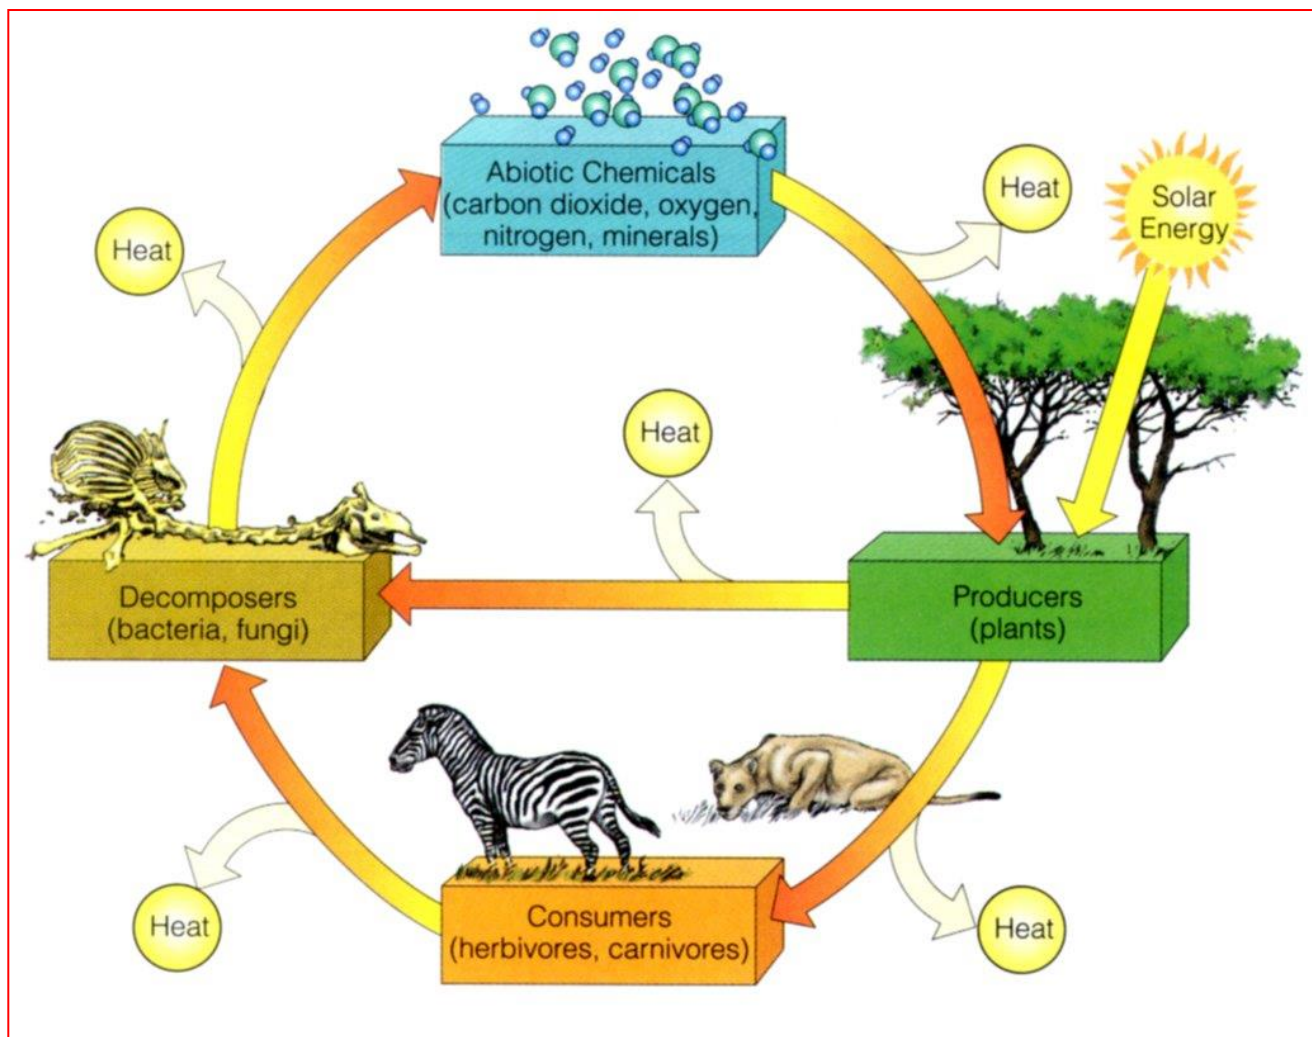 Abiotic Chemicals
(carbon dioxide, oxygen,
nitrogen, minerals)
Heat
Solar
Energy
Heat
Heat
Decomposers
(bacteria, fungi)
Producers
(plants)
Consumers
(herbivores, carnivores)
Heat
Heat